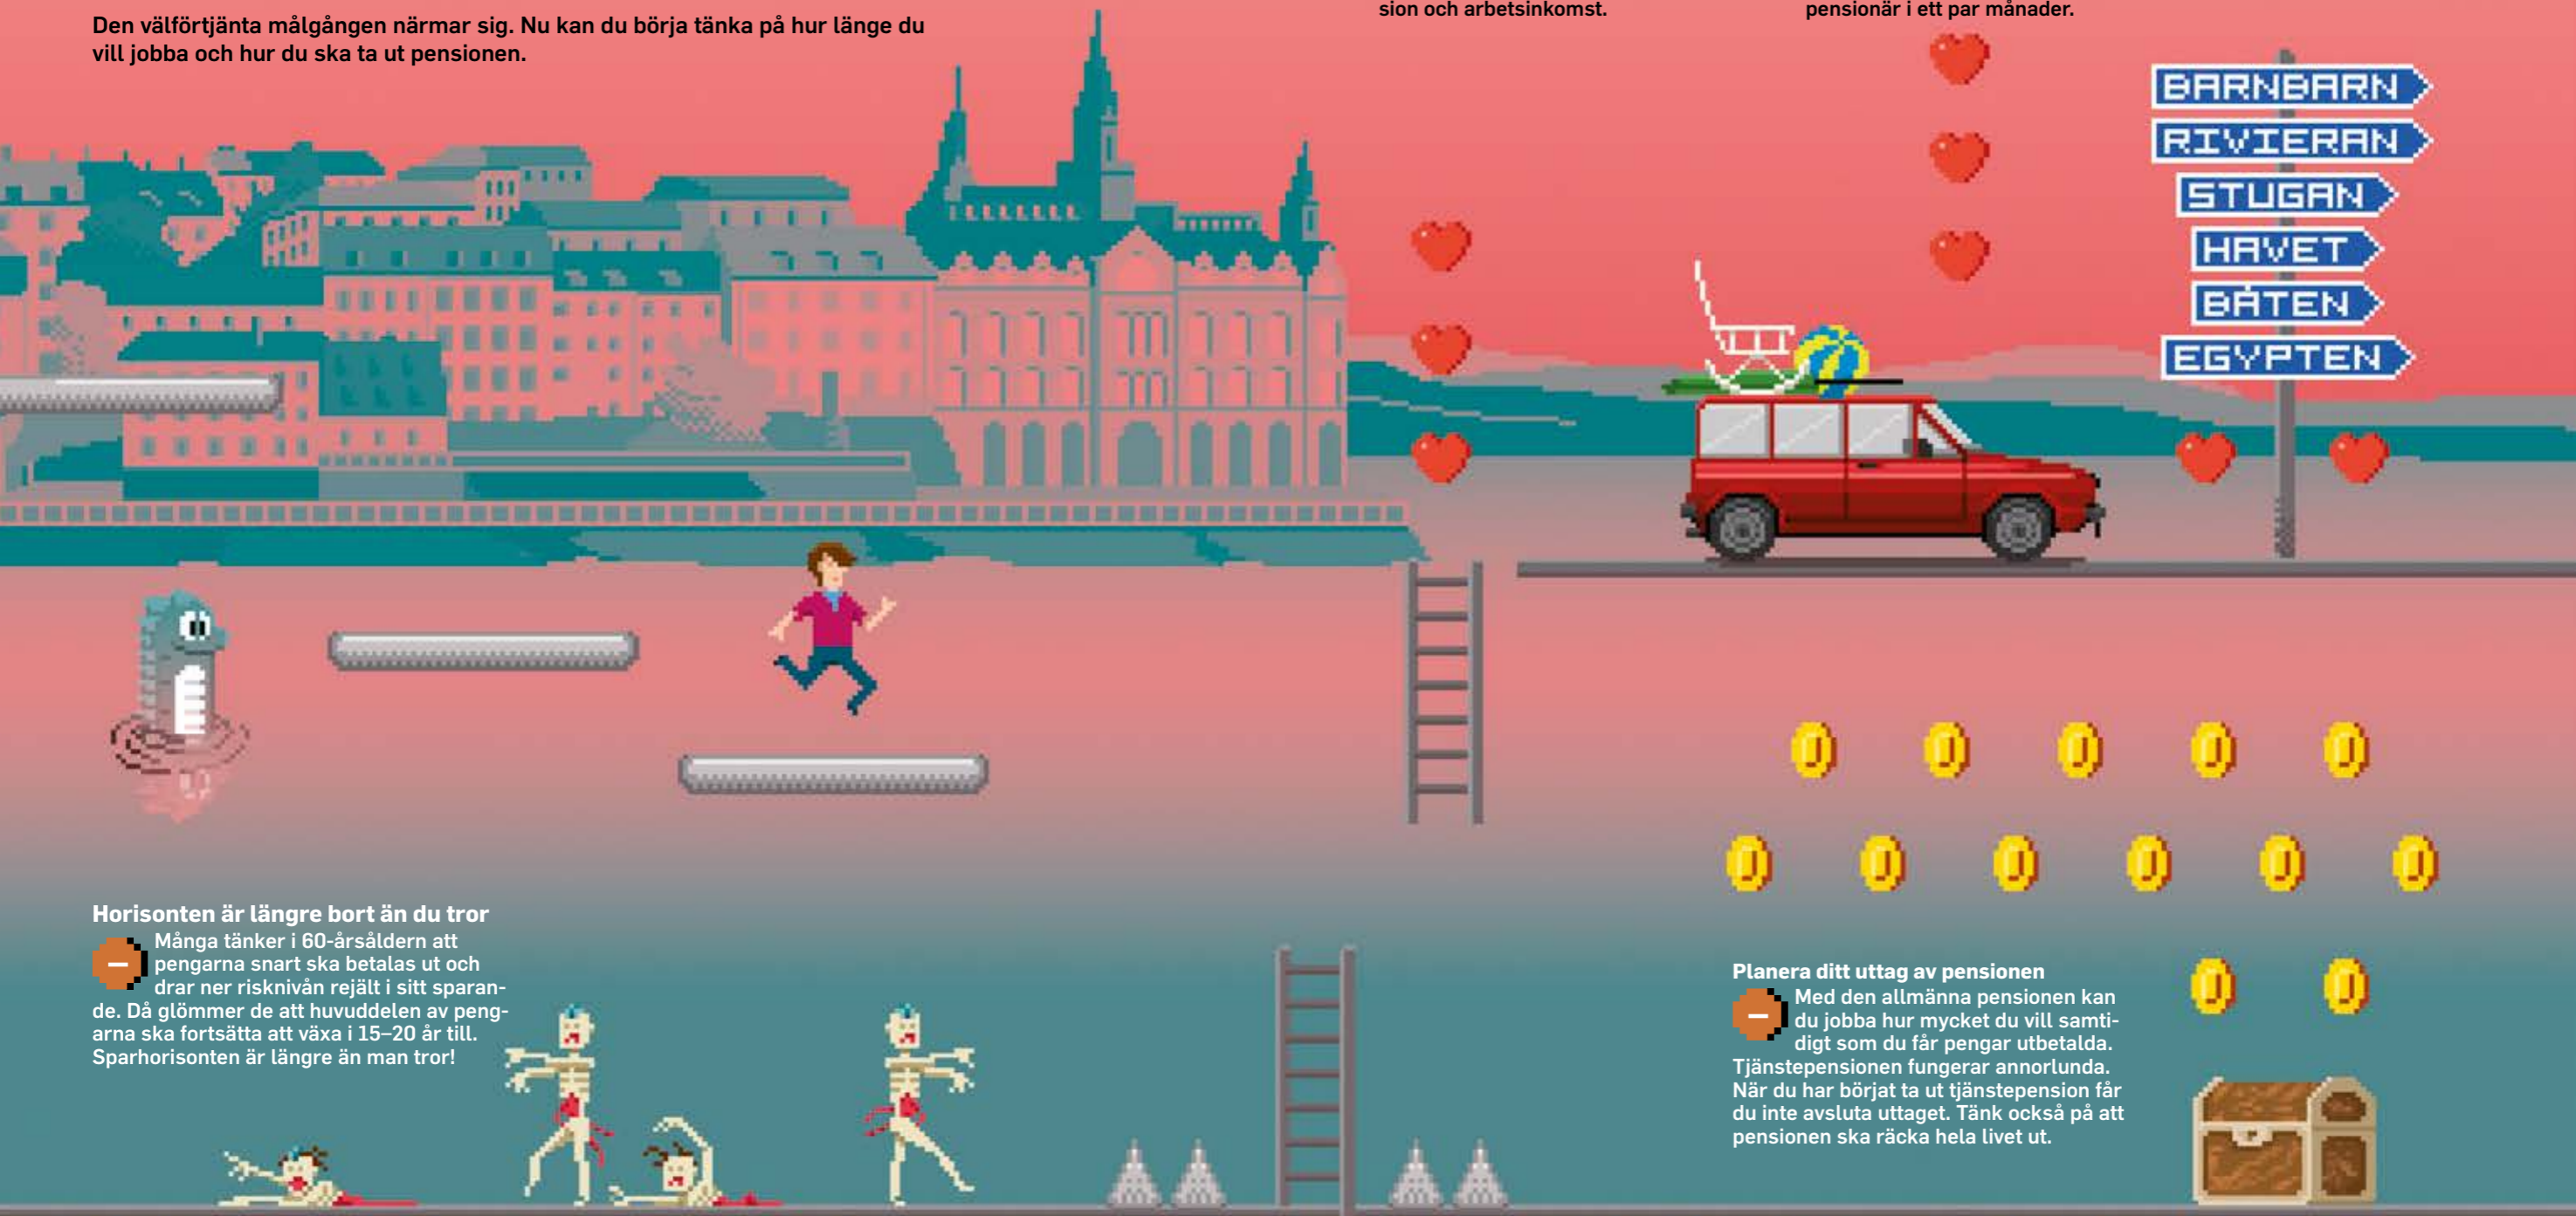 Den välförtjänta målgången närmar sig. Nu kan du börja tänka på hur länge du
vill jobba och hur du ska ta ut pensionen.
sion och arbetsinkomst.
pensionär i ett par månader.
BARNBARN
RIVIERAN
STUGAN
HAVET
BÅTEN
EGYPTEN
Horisonten är längre bort än du tror
Många tänker i 60-årsåldern att
pengarna snart ska betalas ut och
drar ner risknivån rejält i sitt sparan-
de. Då glömmer de att huvuddelen av peng-
arna ska fortsätta att växa i 15–20 år till.
Sparhorisonten är längre än man tror!
Planera ditt uttag av pensionen
Med den allmänna pensionen kan
du jobba hur mycket du vill samti-
digt som du får pengar utbetalda.
Tjänstepensionen fungerar annorlunda.
När du har börjat ta ut tjänstepension får
du inte avsluta uttaget. Tänk också på att
pensionen ska räcka hela livet ut.